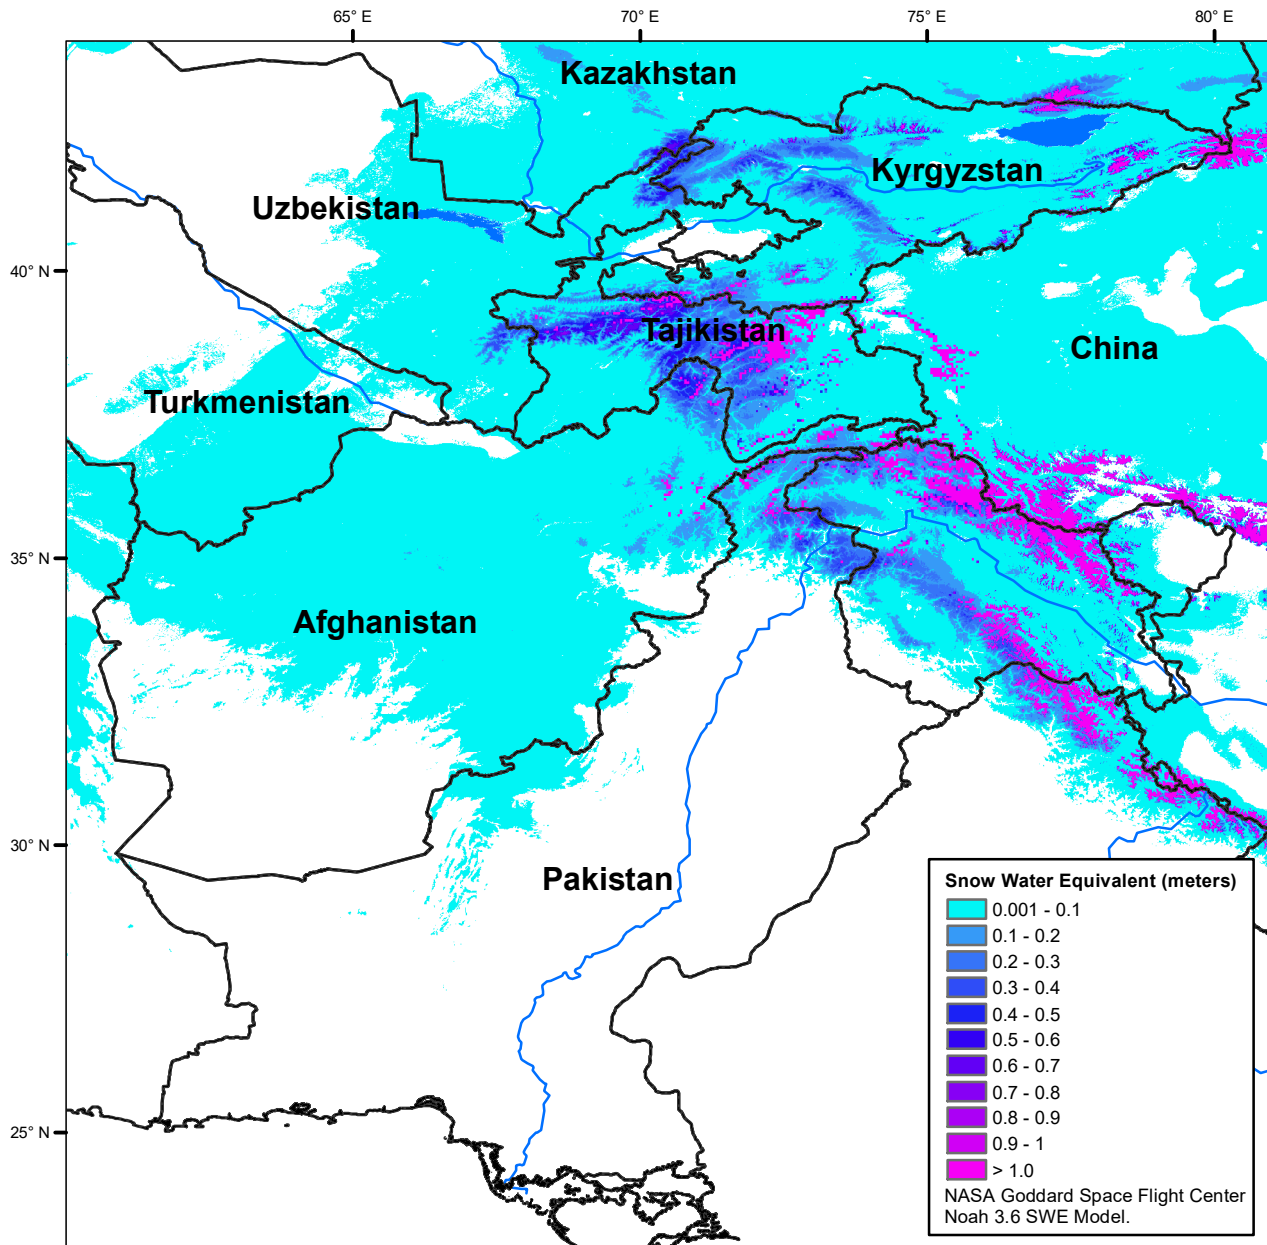 65° E
70° E
75° E
80° E
Kazakhstan
Kyrgyzstan
Uzbekistan
40° N
Tajikistan
China
Turkmenistan
35° N
Afghanistan
30° N
Pakistan
25° N
Snow Water Equivalent (meters)
0.001 - 0.1
0.1 - 0.2
0.2 - 0.3
0.3 - 0.4
0.4 - 0.5
0.5 - 0.6
0.6 - 0.7
0.7 - 0.8
0.8 - 0.9
0.9 - 1
> 1.0
NASA Goddard Space Flight Center
Noah 3.6 SWE Model.